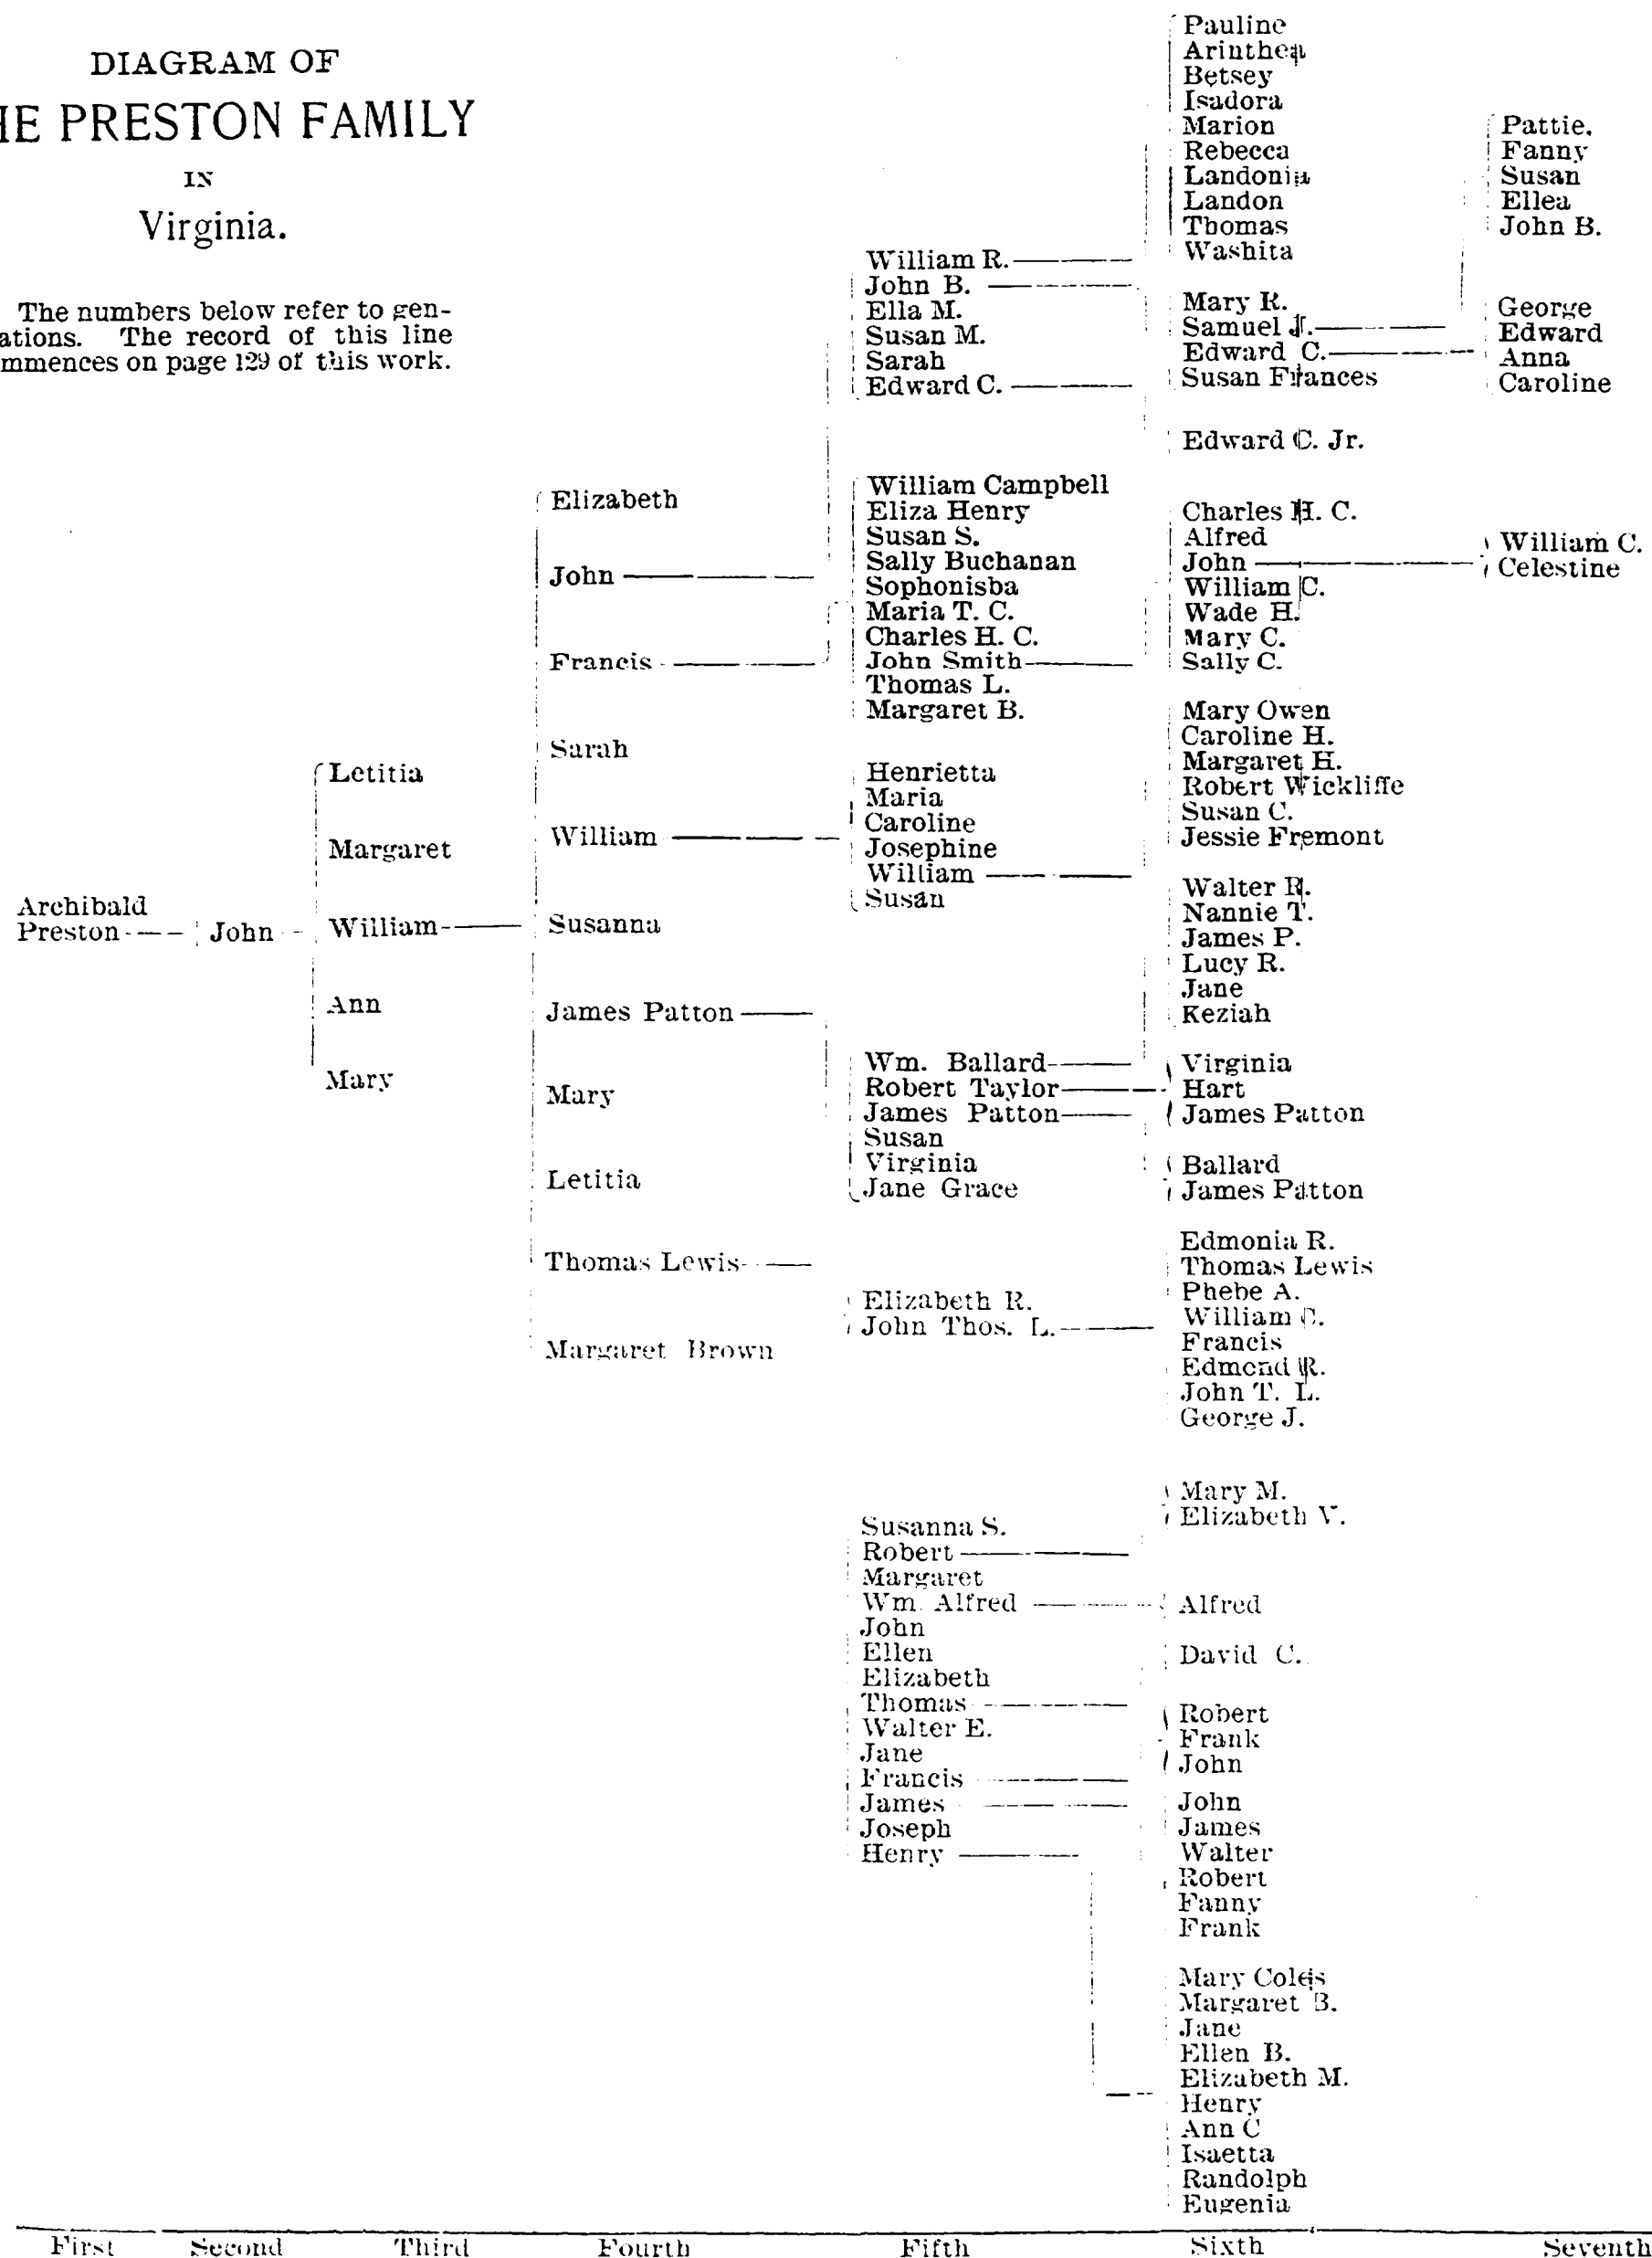 DIAGRAM OF
HE PRESTON FAMILY
IN
Virginia.
The numbers below refer to gen-
ations. The record of this line
mmences on page 129 of this work.
Archibald
Preston
John
Letitia
Margaret
William
Ann
Mary
Elizabeth
John
Francis
Sarah
William
Susanna
James Patton
Mary
Letitia
Thomas Lewis
Margaret Brown
William R.
John B.
Ella M.
Susan M.
Sarah
Edward C.
William Campbell
Eliza Henry
Susan S.
Sally Buchanan
Sophonisba
Maria T. C.
Charles H. C.
John Smith
Thomas L.
Margaret B.
Henrietta
Maria
Caroline
Josephine
William
Susan
Wm. Ballard
Robert Taylor
James Patton
Susan
Virginia
Jane Grace
Elizabeth R.
John Thos. L.
Susanna S.
Robert
Margaret
Wm. Alfred
John
Ellen
Elizabeth
Thomas
Walter E.
Jane
Francis
James
Joseph
Henry
Pauline
Arinthea
Betsey
Isadora
Marion
Rebecca
Landonia
Landon
Thomas
Washita
Mary R.
Samuel J.
Edward C.
Susan Frances
Edward C. Jr.
Charles H. C.
Alfred
John
William C.
Wade H.
Mary C.
Sally C.
Mary Owen
Caroline H.
Margaret H.
Robert Wickliffe
Susan C.
Jessie Fremont
Walter R.
Nannie T.
James P.
Lucy R.
Jane
Keziah
Virginia
Hart
James Patton
Ballard
James Patton
Edmonia R.
Thomas Lewis
Phebe A.
William C.
Francis
Edmond R.
John T. L.
George J.
Mary M.
Elizabeth V.
Alfred
David C.
Robert
Frank
John
John
James
Walter
Robert
Fanny
Frank
Mary Coles
Margaret B.
Jane
Ellen B.
Elizabeth M.
Henry
Ann C
Isaetta
Randolph
Eugenia
Pattie.
Fanny
Susan
Ellea
John B.
George
Edward
Anna
Caroline
William C.
Celestine
First Second Third Fourth Fifth Sixth Seventh